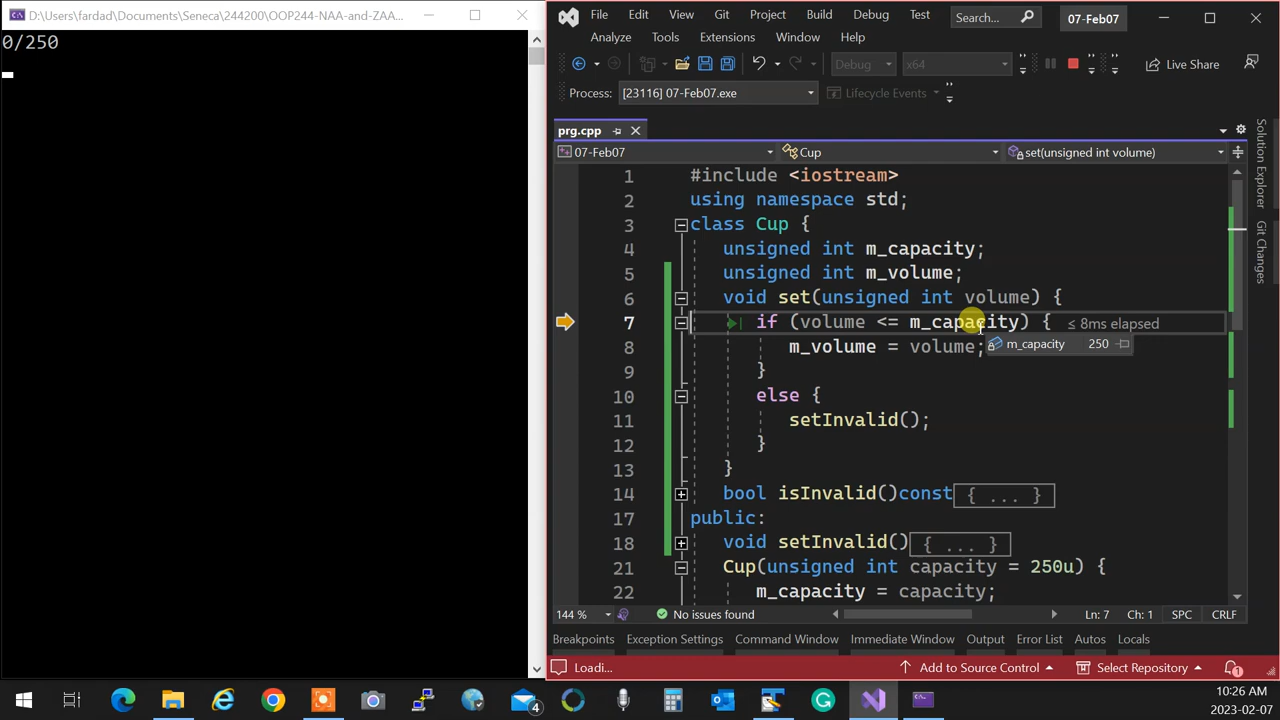 D:\Users\fardad\Documents\Seneca\244200\OOP244-NAA-and-ZAA...
0/250
File Edit View Git Project Build Debug Test Search... 07-Feb07
Analyze Tools Extensions Window Help
Debug x64 Live Share
Process: [23116] 07-Feb07.exe Lifecycle Events
prg.cpp
07-Feb07 Cup set(unsigned int volume)
1 #include <iostream>
2 using namespace std;
3 class Cup {
4 unsigned int m_capacity;
5 unsigned int m_volume;
6 void set(unsigned int volume) {
7 if (volume <= m_capacity) { ≤ 8ms elapsed
m_capacity 250
8 m_volume = volume;
9 }
10 else {
11 setInvalid();
12 }
13 }
14 bool isInvalid()const { ... }
17 public:
18 void setInvalid() { ... }
21 Cup(unsigned int capacity = 250u) {
22 m_capacity = capacity;
Solution Explorer
Git Changes
144 % No issues found Ln: 7 Ch: 1 SPC CRLF
Breakpoints Exception Settings Command Window Immediate Window Output Error List Autos Locals
Loadi... Add to Source Control Select Repository 1
4
10:26 AM
2023-02-07